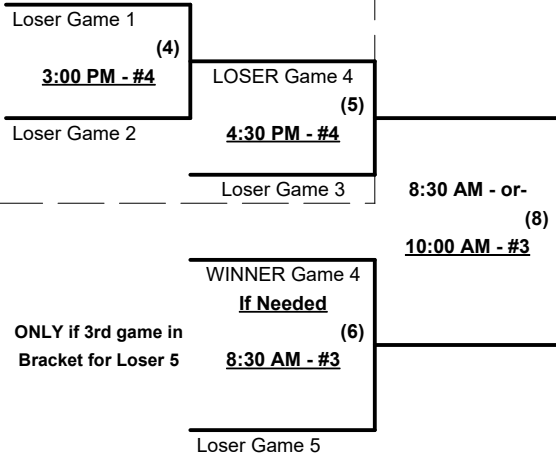 Loser Game 1
(4)
3:00 PM - #4
Loser Game 2
LOSER Game 4
(5)
4:30 PM - #4
Loser Game 3
8:30 AM - or-
(8)
10:00 AM - #3
WINNER Game 4
If Needed
(6)
8:30 AM - #3
ONLY if 3rd game in
Bracket for Loser 5
Loser Game 5